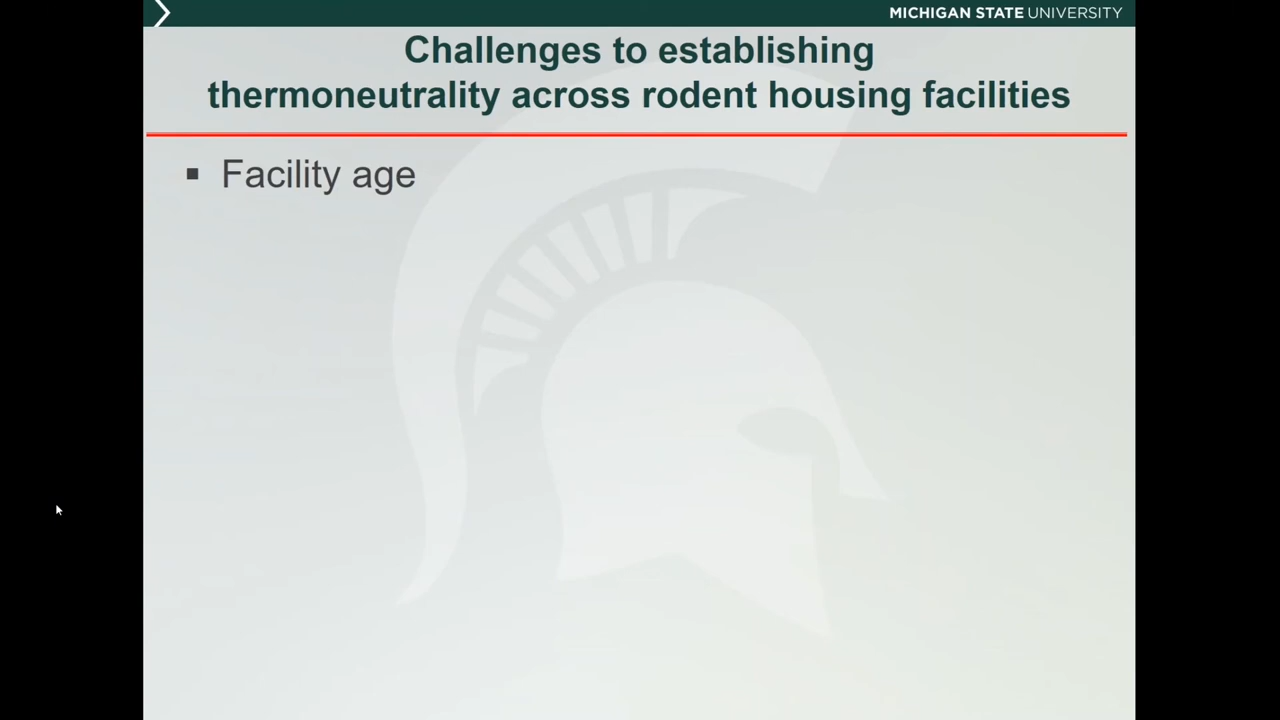 MICHIGAN STATE UNIVERSITY
Challenges to establishing
thermoneutrality across rodent housing facilities
▪ Facility age